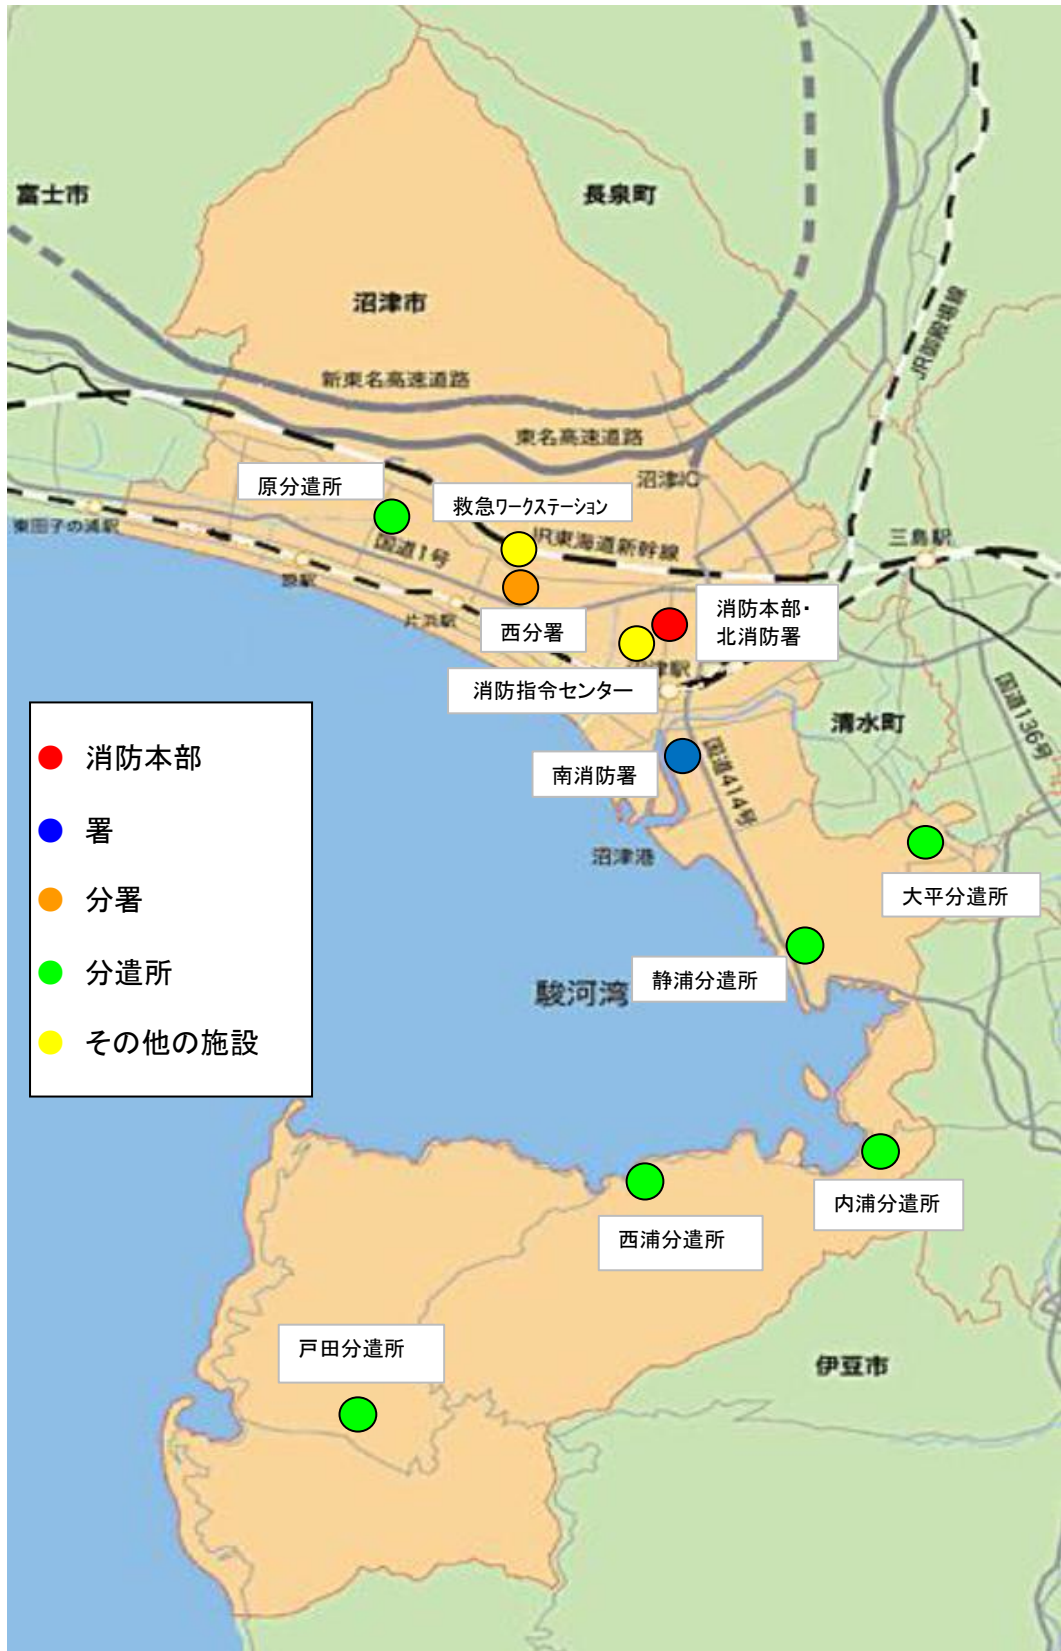 富士市
長泉町
沼津市
新東名高速道路
東名高速道路
JR御殿場線
沼津IC
原分遣所
救急ワークステーション
JR東海道新幹線
三島駅
東田子の浦駅
国道1号
原駅
片浜駅
西分署
消防本部・
北消防署
消防指令センター
津駅
国道136号
清水町
国道414号
南消防署
沼津港
消防本部
署
分署
分遣所
その他の施設
大平分遣所
静浦分遣所
駿河湾
内浦分遣所
西浦分遣所
戸田分遣所
伊豆市